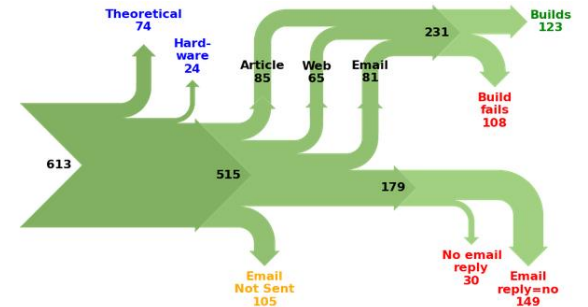 Theoretical
74
Hard-
ware
24
Article
85
Web
65
Email
81
231
Builds
123
Build
fails
108
613
515
179
Email
Not Sent
105
No email
reply
30
Email
reply=no
149